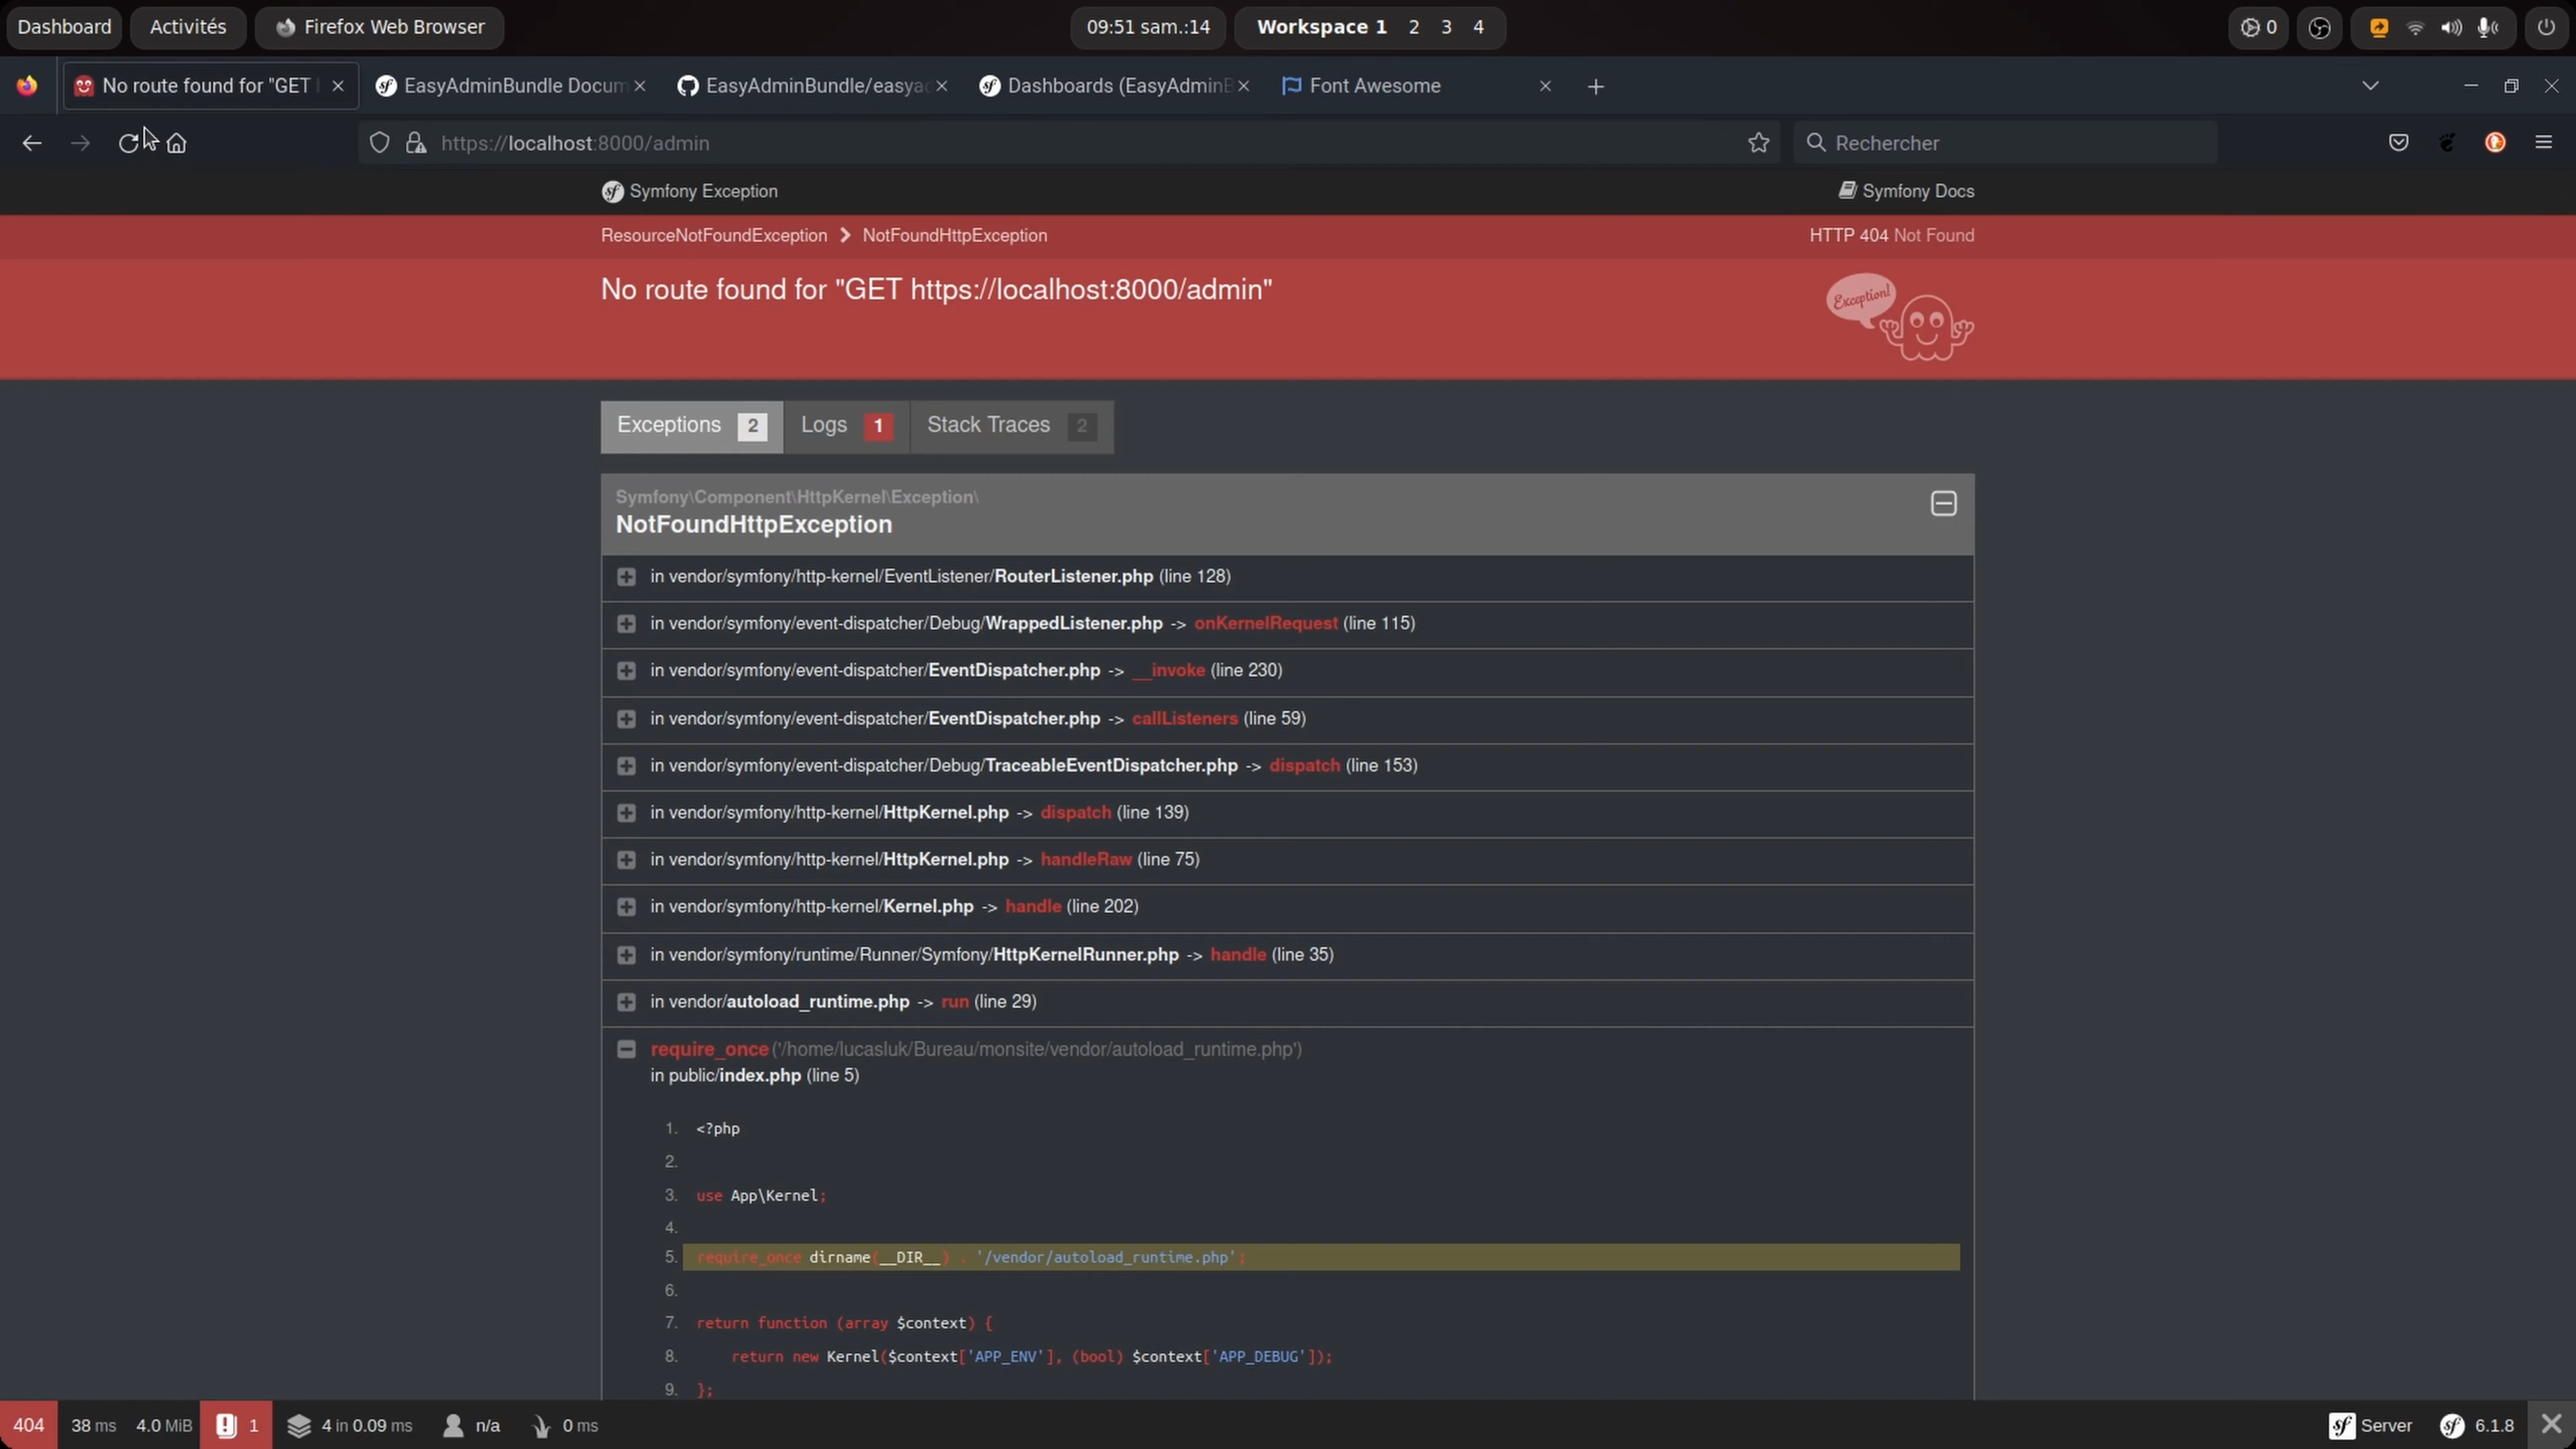 Dashboard Activités Firefox Web Browser 09:51 sam.:14 Workspace 1 2 3 4 0
No route found for "GET EasyAdminBundle Docum EasyAdminBundle/easyad Dashboards (EasyAdminB Font Awesome
https://localhost:8000/admin Rechercher
Symfony Exception Symfony Docs
ResourceNotFoundException NotFoundHttpException HTTP 404 Not Found
No route found for "GET https://localhost:8000/admin"
Exception!
Exceptions 2 Logs 1 Stack Traces 2
Symfony\Component\HttpKernel\Exception\
NotFoundHttpException
in vendor/symfony/http-kernel/EventListener/RouterListener.php (line 128)
in vendor/symfony/event-dispatcher/Debug/WrappedListener.php -> onKernelRequest (line 115)
in vendor/symfony/event-dispatcher/EventDispatcher.php -> __invoke (line 230)
in vendor/symfony/event-dispatcher/EventDispatcher.php -> callListeners (line 59)
in vendor/symfony/event-dispatcher/Debug/TraceableEventDispatcher.php -> dispatch (line 153)
in vendor/symfony/http-kernel/HttpKernel.php -> dispatch (line 139)
in vendor/symfony/http-kernel/HttpKernel.php -> handleRaw (line 75)
in vendor/symfony/http-kernel/Kernel.php -> handle (line 202)
in vendor/symfony/runtime/Runner/Symfony/HttpKernelRunner.php -> handle (line 35)
in vendor/autoload_runtime.php -> run (line 29)
require_once('/home/lucasluk/Bureau/monsite/vendor/autoload_runtime.php')
in public/index.php (line 5)
1. <?php
2.
3. use App\Kernel;
4.
5. require_once dirname(__DIR__) . '/vendor/autoload_runtime.php';
6.
7. return function (array $context) {
8. return new Kernel($context['APP_ENV'], (bool) $context['APP_DEBUG']);
9. };
404 38 ms 4.0 MiB 1 4 in 0.09 ms n/a 0 ms Server 6.1.8